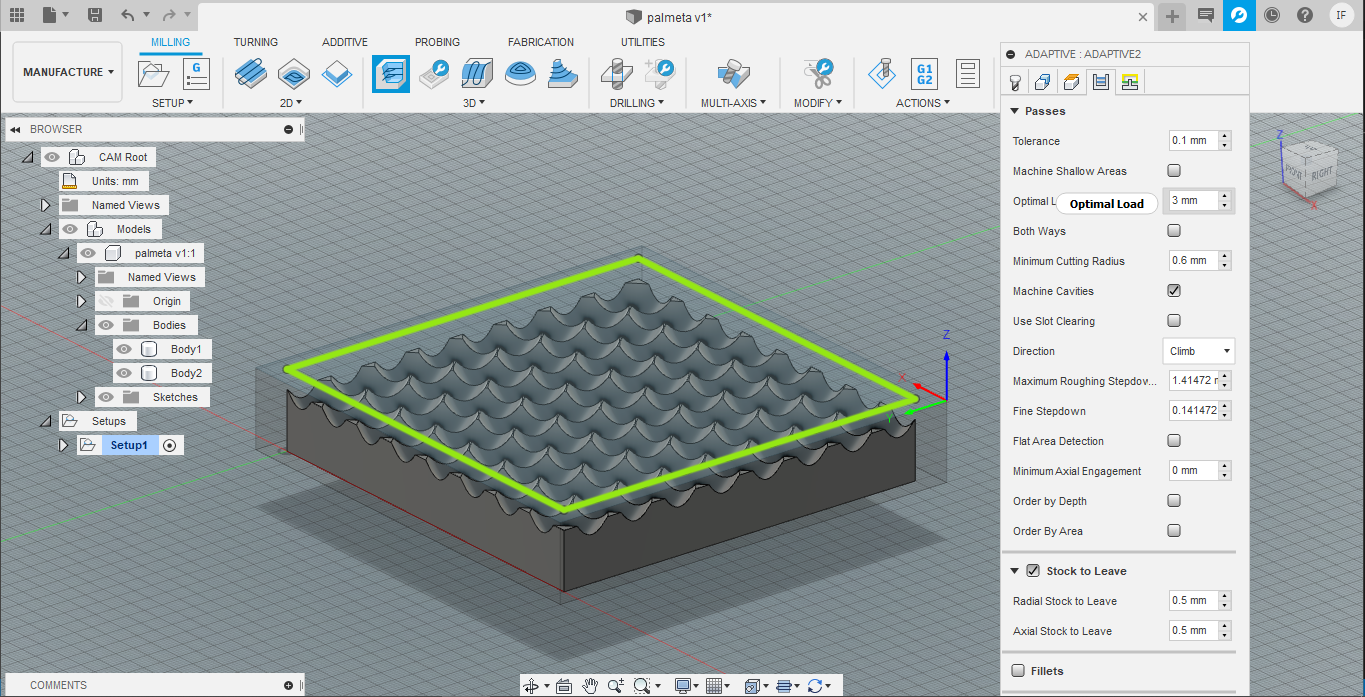 palmeta v1*
IF
MILLING TURNING ADDITIVE PROBING FABRICATION UTILITIES
MANUFACTURE
G
G1
G2
SETUP 2D 3D DRILLING MULTI-AXIS MODIFY ACTIONS
BROWSER
CAM Root
Units: mm
Named Views
Models
palmeta v1:1
Named Views
Origin
Bodies
Body1
Body2
Sketches
Setups
Setup1
Z
X
Y
Z
RIGHT
X
ADAPTIVE : ADAPTIVE2
Passes
Tolerance 0.1 mm
Machine Shallow Areas
Optimal L 3 mm
Optimal Load
Both Ways
Minimum Cutting Radius 0.6 mm
Machine Cavities
Use Slot Clearing
Direction Climb
Maximum Roughing Stepdow... 1.41472 r
Fine Stepdown 0.141472
Flat Area Detection
Minimum Axial Engagement 0 mm
Order by Depth
Order By Area
Stock to Leave
Radial Stock to Leave 0.5 mm
Axial Stock to Leave 0.5 mm
Fillets
COMMENTS